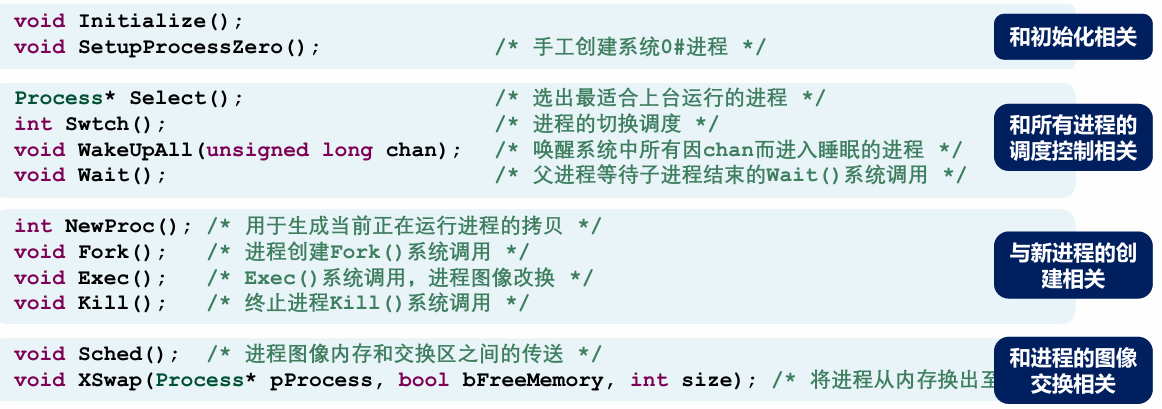 void Initialize();
void SetupProcessZero(); /* 手工创建系统0#进程 */
和初始化相关
Process* Select(); /* 选出最适合上台运行的进程 */
int Swtch(); /* 进程的切换调度 */
void WakeUpAll(unsigned long chan); /* 唤醒系统中所有因chan而进入睡眠的进程 */
void Wait(); /* 父进程等待子进程结束的Wait()系统调用 */
和所有进程的
调度控制相关
int NewProc(); /* 用于生成当前正在运行进程的拷贝 */
void Fork(); /* 进程创建Fork()系统调用 */
void Exec(); /* Exec()系统调用，进程图像改换 */
void Kill(); /* 终止进程Kill()系统调用 */
与新进程的创
建相关
void Sched(); /* 进程图像内存和交换区之间的传送 */
void XSwap(Process* pProcess, bool bFreeMemory, int size); /* 将进程从内存换出至
和进程的图像
交换相关